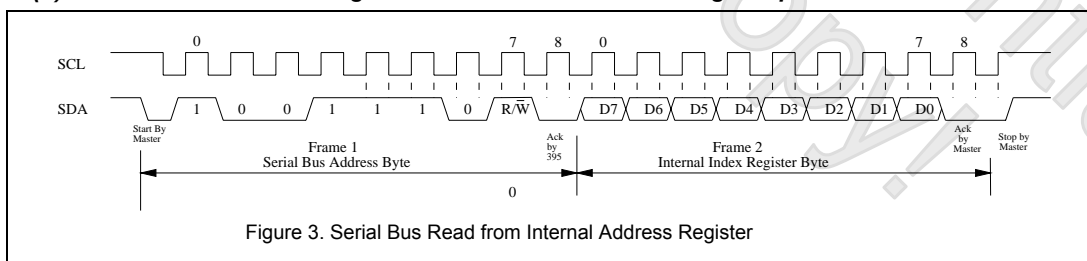 0 7 8 0 7 8
SCL
SDA 1 0 0 1 1 1 0 R/W̅ D7 D6 D5 D4 D3 D2 D1 D0
Start By
Master
Ack
by
395
Ack
by
Master
Stop by
Master
Frame 1
Serial Bus Address Byte
Frame 2
Internal Index Register Byte
0
Figure 3. Serial Bus Read from Internal Address Register